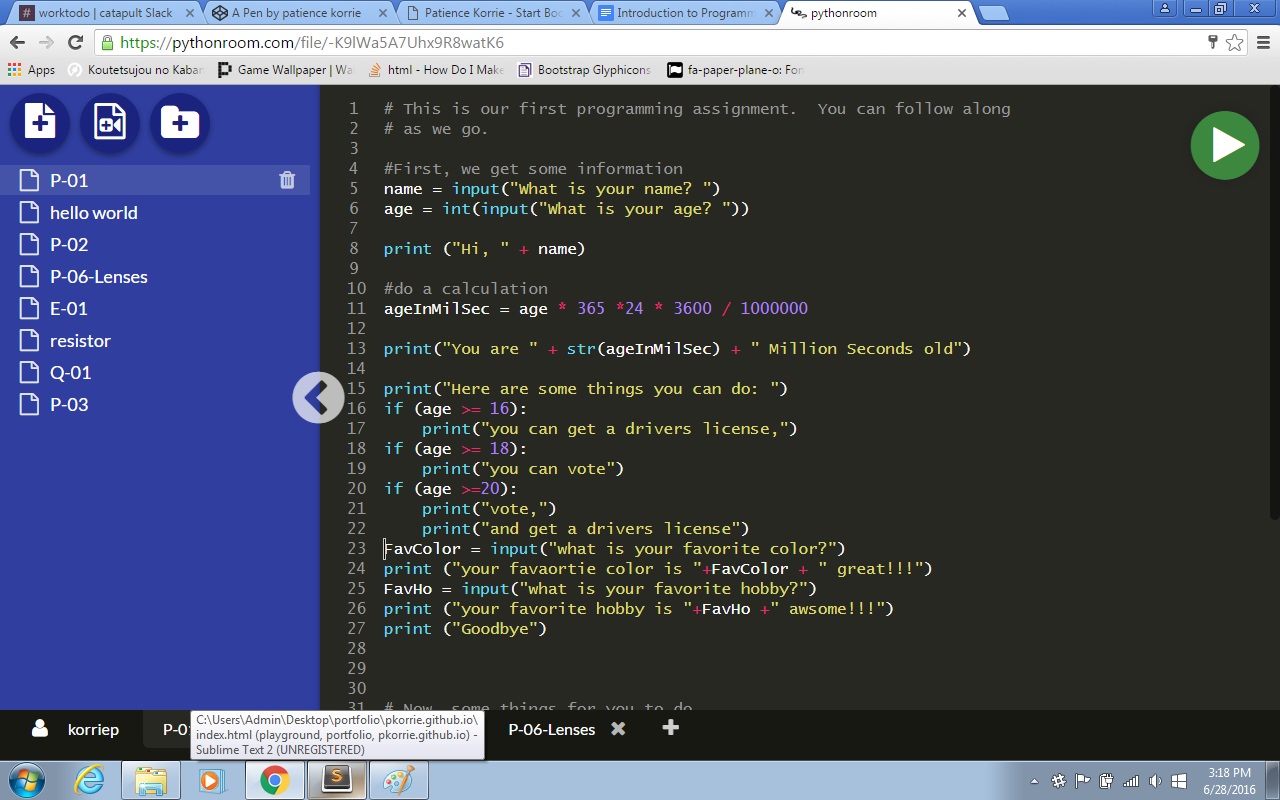 worktodo | catapult Slack
A Pen by patience korrie
Patience Korrie - Start Boo
Introduction to Programm
pythonroom
https://pythonroom.com/file/-K9lWa5A7Uhx9R8watK6
Apps
Koutetsujou no Kaban
Game Wallpaper | Wa
html - How Do I Make
Bootstrap Glyphicons
fa-paper-plane-o: Fon
P-01
hello world
P-02
P-06-Lenses
E-01
resistor
Q-01
P-03
1 # This is our first programming assignment.  You can follow along
2 # as we go.
3
4 #First, we get some information
5 name = input("What is your name? ")
6 age = int(input("What is your age? "))
7
8 print ("Hi, " + name)
9
10 #do a calculation
11 ageInMilSec = age * 365 *24 * 3600 / 1000000
12
13 print("You are " + str(ageInMilSec) + " Million Seconds old")
14
15 print("Here are some things you can do: ")
16 if (age >= 16):
17     print("you can get a drivers license,")
18 if (age >= 18):
19     print("you can vote")
20 if (age >=20):
21     print("vote,")
22     print("and get a drivers license")
23 FavColor = input("what is your favorite color?")
24 print ("your favaortie color is "+FavColor + " great!!!")
25 FavHo = input("what is your favorite hobby?")
26 print ("your favorite hobby is "+FavHo +" awsome!!!")
27 print ("Goodbye")
28
29
30
31 # Now, some things for you to do
korriep
P-01
C:\Users\Admin\Desktop\portfolio\pkorrie.github.io\
index.html (playground, portfolio, pkorrie.github.io) -
Sublime Text 2 (UNREGISTERED)
P-06-Lenses
3:18 PM
6/28/2016